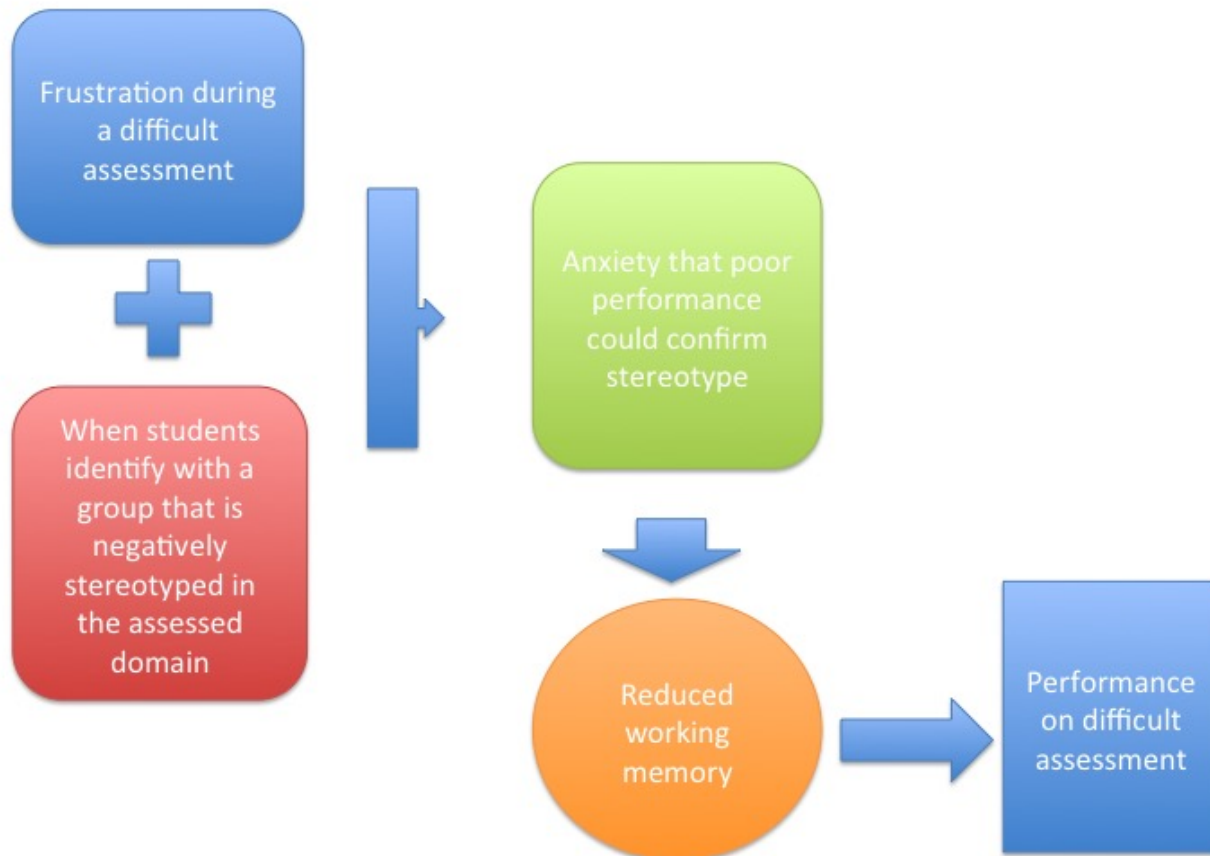 Frustration during
a difficult
assessment
When students
identify with a
group that is
negatively
stereotyped in
the assessed
domain
Anxiety that poor
performance
could confirm
stereotype
Reduced
working
memory
Performance
on difficult
assessment